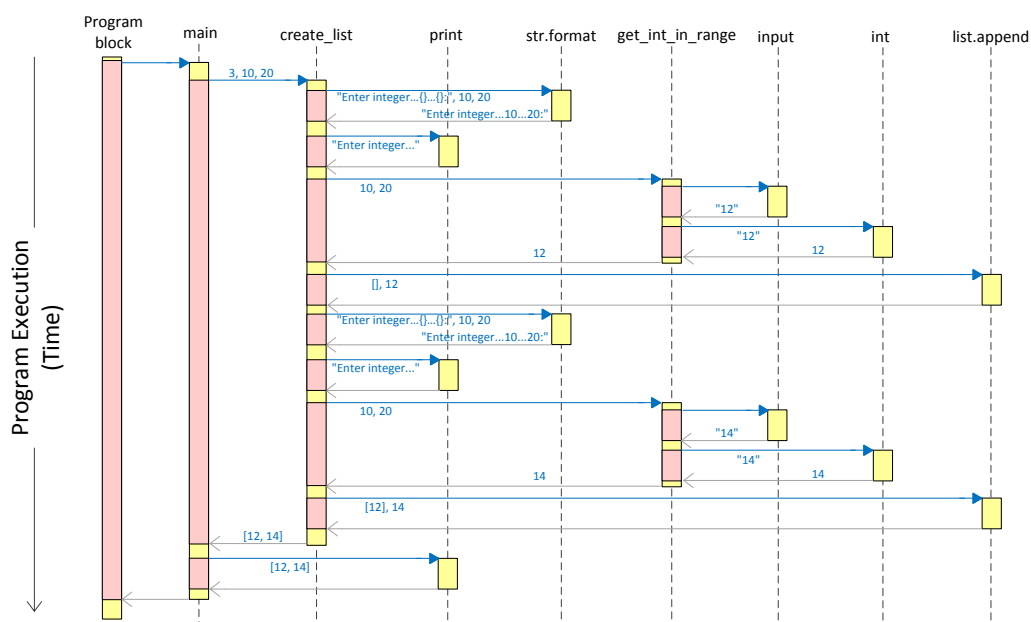 Program
block
main
create_list
print
str.format
get_int_in_range
input
int
list.append
3, 10, 20
"Enter integer...{}...{}:", 10, 20
"Enter integer...10...20:"
"Enter integer..."
10, 20
"12"
"12"
12
12
[], 12
"Enter integer...{}...{}:", 10, 20
"Enter integer...10...20:"
"Enter integer..."
10, 20
"14"
"14"
14
14
[12], 14
[12, 14]
[12, 14]
Program Execution
(Time)